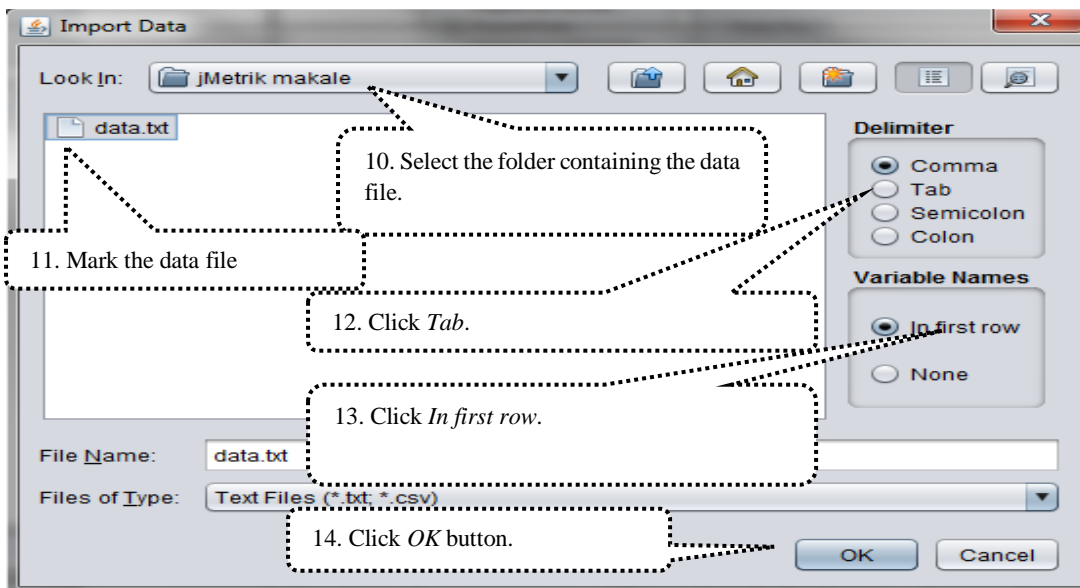 Import Data
Look In:
jMetrik makale
data.txt
10. Select the folder containing the data
file.
11. Mark the data file
12. Click Tab.
13. Click In first row.
Delimiter
Comma
Tab
Semicolon
Colon
Variable Names
In first row
None
File Name:
data.txt
Files of Type:
Text Files (*.txt; *.csv)
14. Click OK button.
OK
Cancel